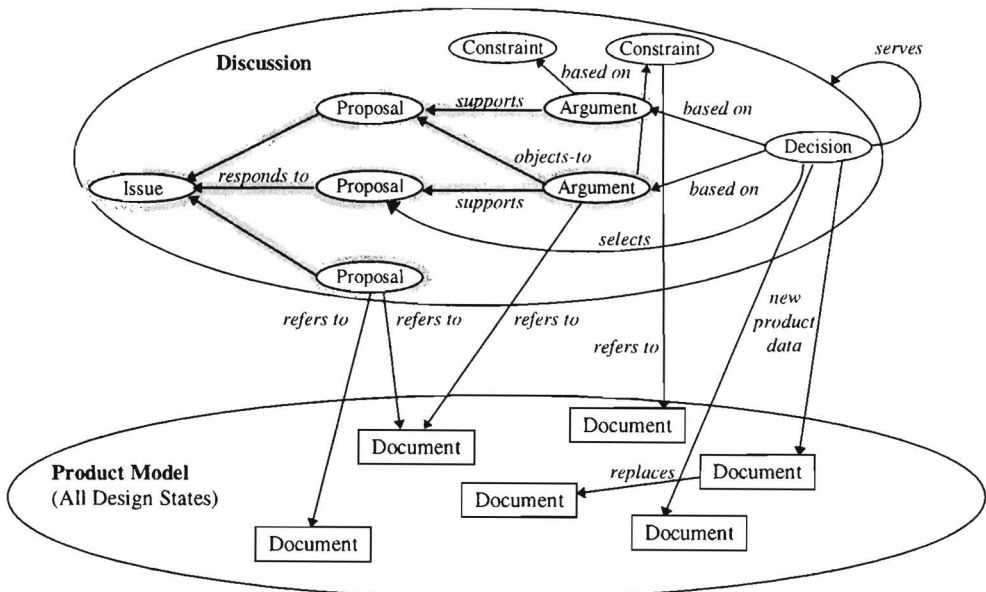 serves
Constraint
Constraint
Discussion
based on
Proposal
supports
Argument
based on
Decision
objects-to
Issue
responds to
Proposal
Argument
supports
based on
selects
Proposal
refers to
refers to
refers to
new
product
data
refers to
Document
Document
Product Model
(All Design States)
replaces
Document
Document
Document
Document